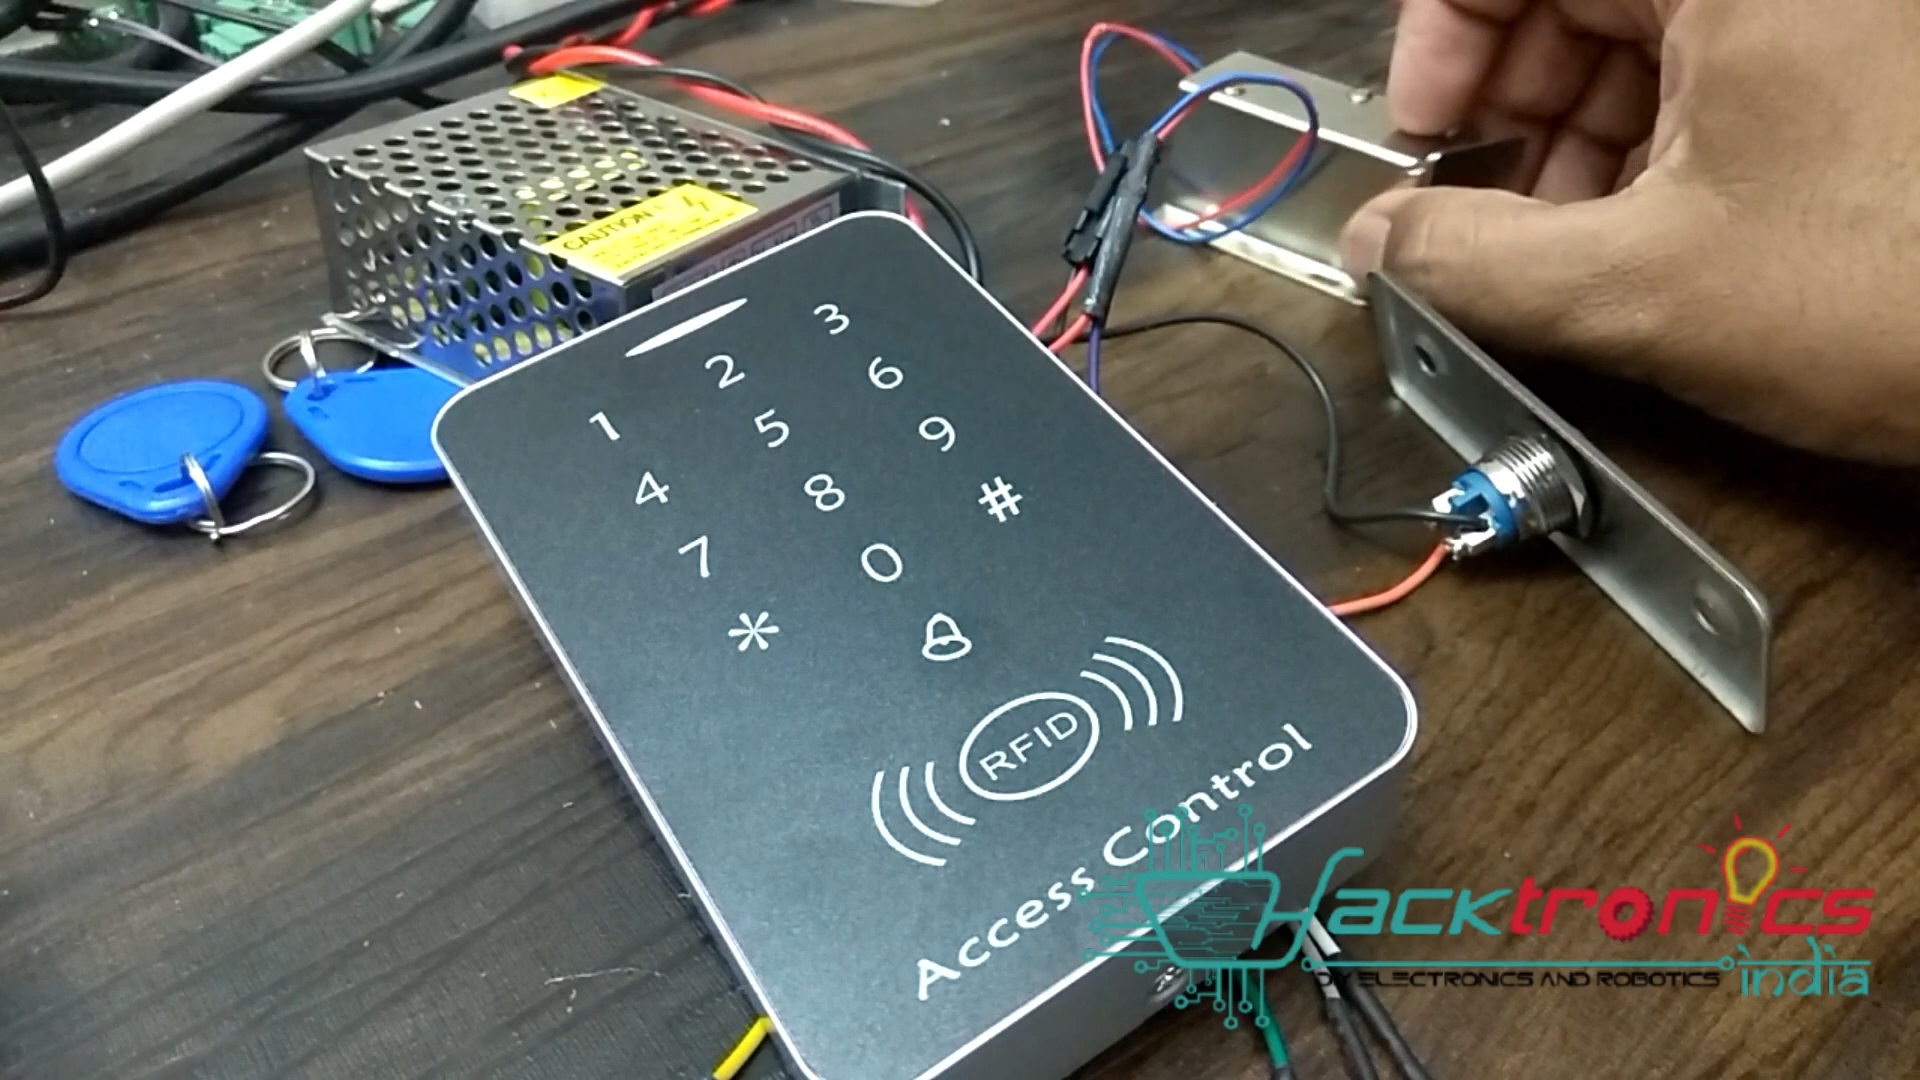 CAUTION
1 2 3
4 5 6
7 8 9
* 0 #
RFID
Access Control
Hacktronics
india
DIY ELECTRONICS AND ROBOTICS